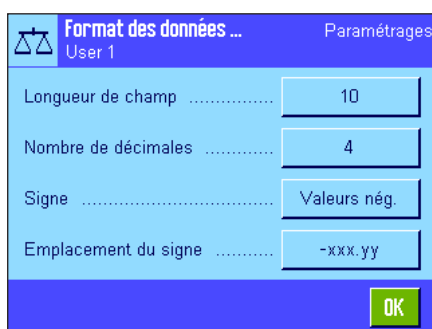 Format des données ... Paramétrages
User 1
Longueur de champ ................ 10
Nombre de décimales ............. 4
Signe .................................... Valeurs nég.
Emplacement du signe ........... -xxx.yy
OK